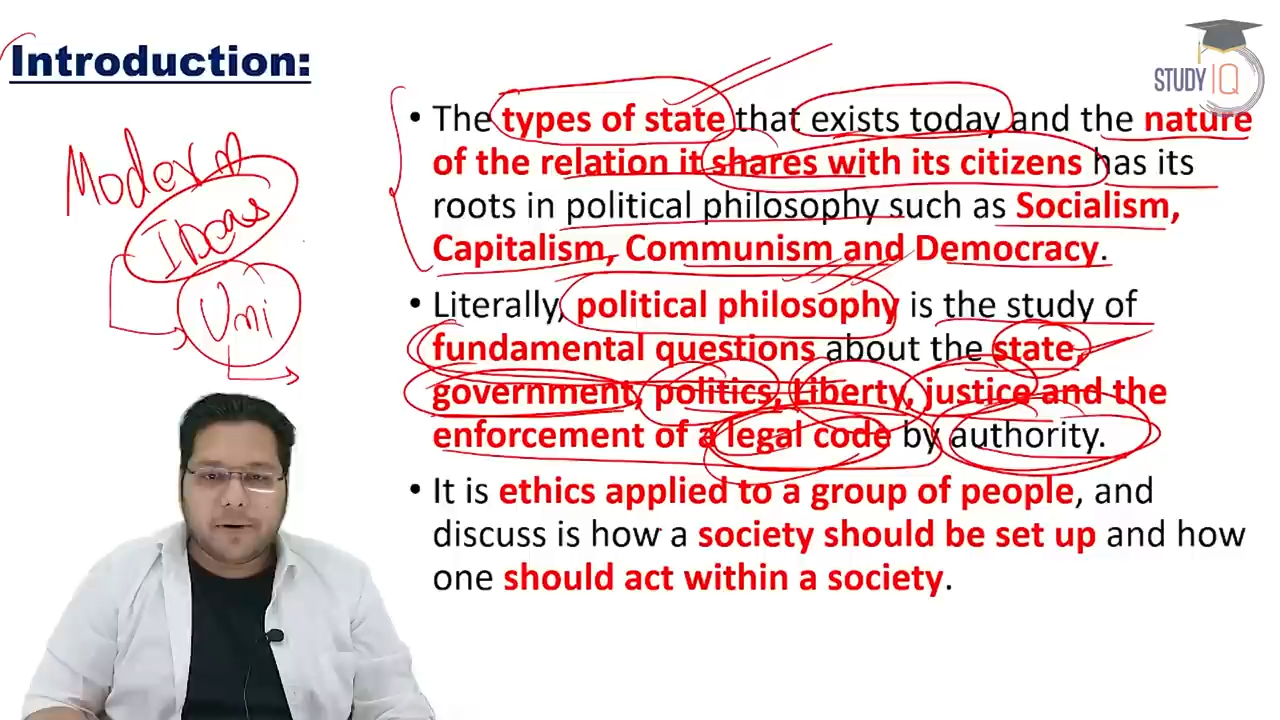 Introduction:
STUDY IQ
Modern
IDeas
Uni
• The types of state that exists today and the nature
of the relation it shares with its citizens has its
roots in political philosophy such as Socialism,
Capitalism, Communism and Democracy.
• Literally, political philosophy is the study of
fundamental questions about the state,
government, politics, Liberty, justice and the
enforcement of a legal code by authority.
• It is ethics applied to a group of people, and
discuss is how a society should be set up and how
one should act within a society.